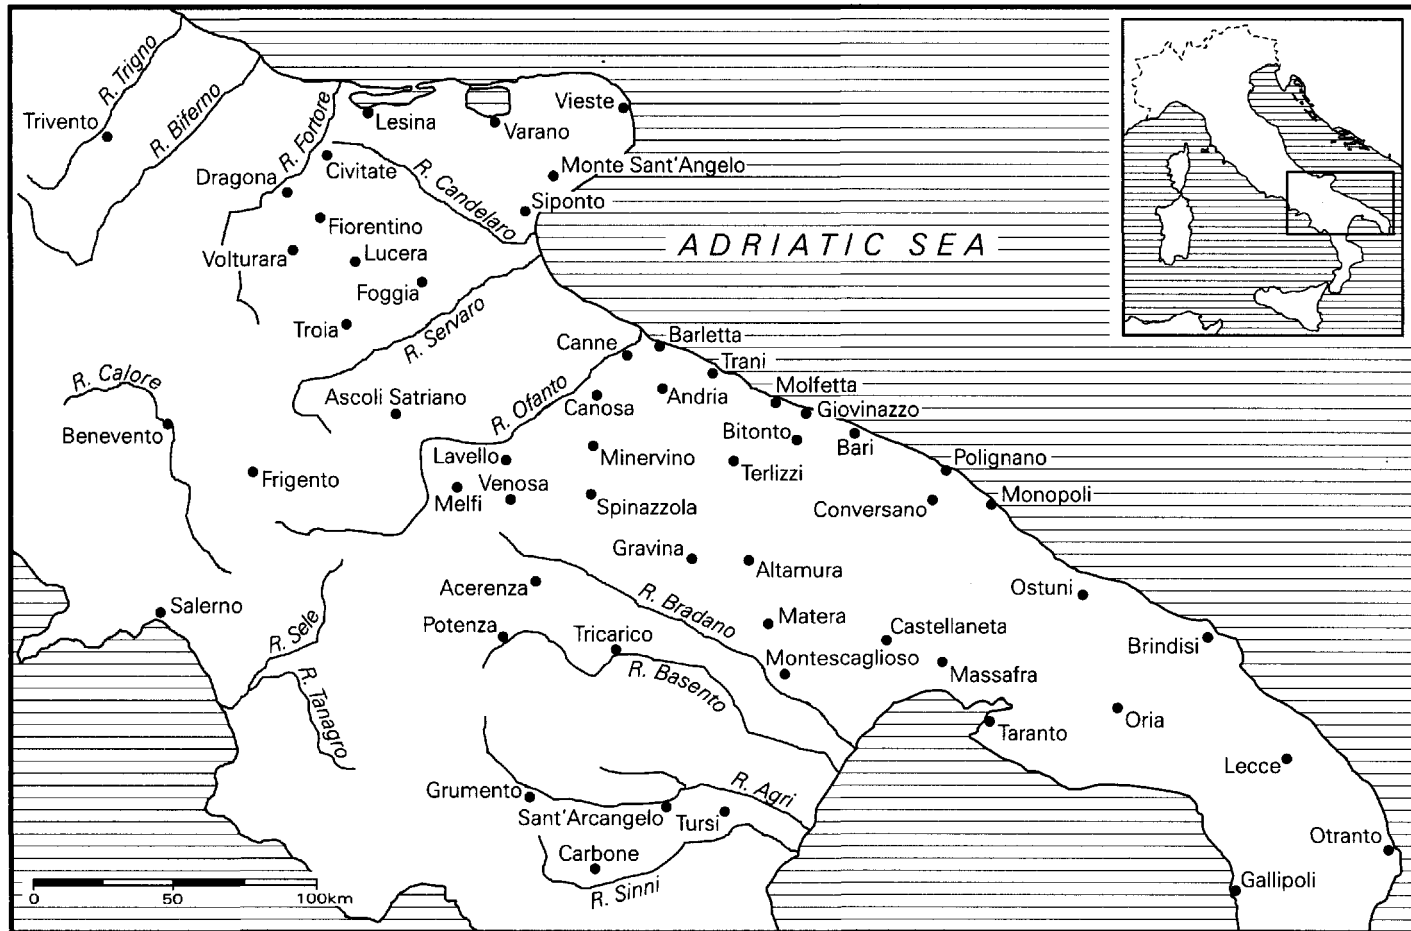 R. Trigno
R. Biferno
Trivento
R. Fortore
Lesina
Varano
Vieste
Dragona
Civitate
R. Candelaro
Monte Sant'Angelo
Siponto
Fiorentino
Volturara
Lucera
Foggia
ADRIATIC SEA
Troia
R. Servaro
Canne
Barletta
Trani
R. Calore
Ascoli Satriano
R. Ofanto
Canosa
Andria
Molfetta
Giovinazzo
Benevento
Bitonto
Bari
Lavello
Minervino
Terlizzi
Polignano
Frigento
Melfi
Venosa
Spinazzola
Conversano
Monopoli
Gravina
Altamura
Acerenza
Ostuni
Salerno
R. Sele
Potenza
Tricarico
R. Bradano
Matera
Castellaneta
Brindisi
Montescaglioso
Massafra
R. Tanagro
R. Basento
Taranto
Oria
Lecce
Grumento
Sant'Arcangelo
Tursi
R. Agri
Otranto
Carbone
R. Sinni
Gallipoli
0 50 100km